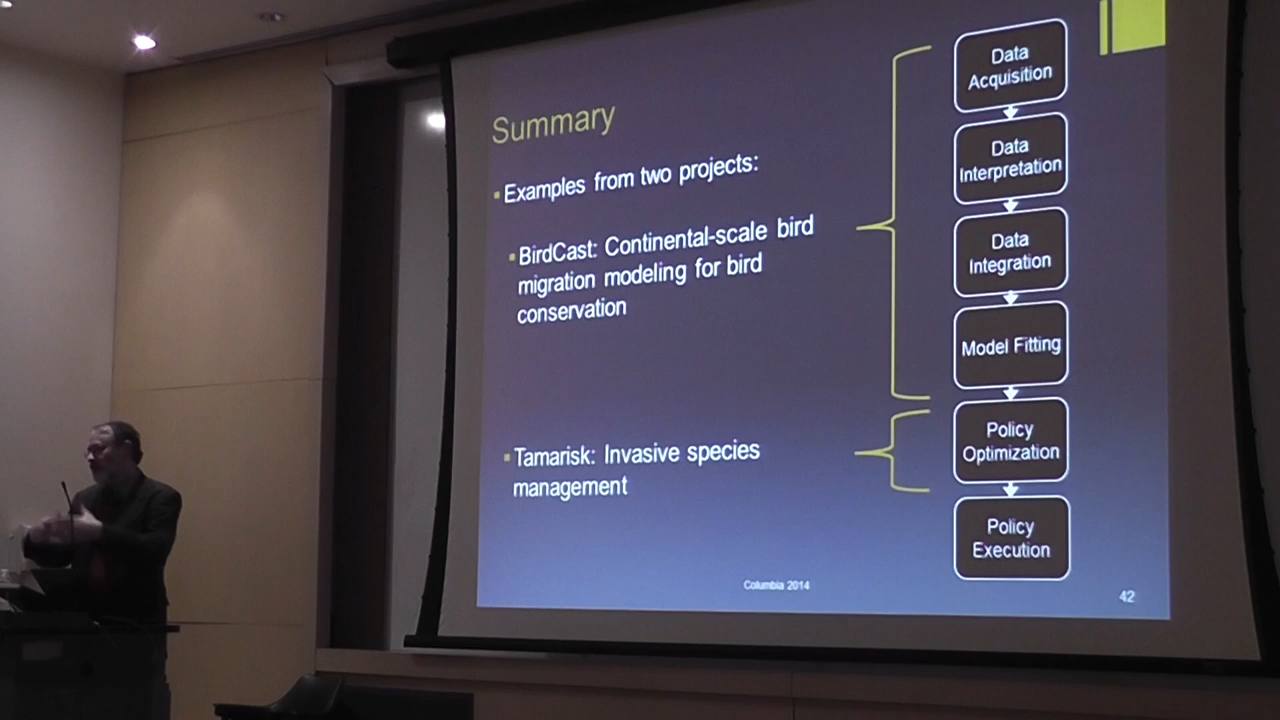 Summary
▪ Examples from two projects:
▪ BirdCast: Continental-scale bird
migration modeling for bird
conservation
▪ Tamarisk: Invasive species
management
Data
Acquisition
Data
Interpretation
Data
Integration
Model Fitting
Policy
Optimization
Policy
Execution
Columbia 2014
42